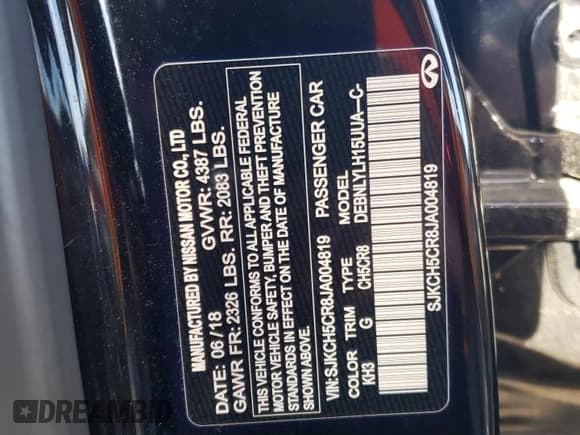 MANUFACTURED BY NISSAN MOTOR CO., LTD
DATE: 06/18 GVWR: 4387 LBS.
GAWR FR: 2326 LBS. RR: 2083 LBS.
THIS VEHICLE CONFORMS TO ALL APPLICABLE FEDERAL
MOTOR VEHICLE SAFETY, BUMPER AND THEFT PREVENTION
STANDARDS IN EFFECT ON THE DATE OF MANUFACTURE
SHOWN ABOVE.
VIN: SJKCH5CR8JA004819 PASSENGER CAR
COLOR TRIM TYPE MODEL
KH3 G CH5CR8 DEBNLYLH15UUA—C-
SJKCH5CR8JA004819
DREAMBID